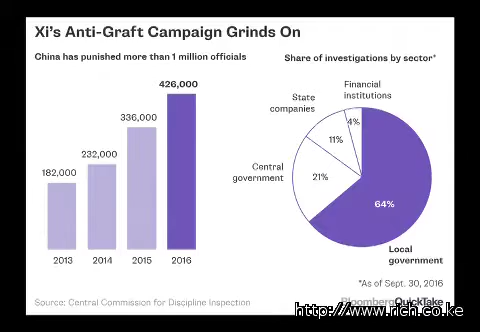 Xi's Anti-Graft Campaign Grinds On
China has punished more than 1 million officials
426,000
336,000
232,000
182,000
2013 2014 2015 2016
Share of investigations by sector*
Financial
institutions
State
companies
4%
11%
Central
government
21%
64%
Local
government
*As of Sept. 30, 2016
Source: Central Commission for Discipline Inspection
BloombergQuickTake
http://www.rich.co.ke